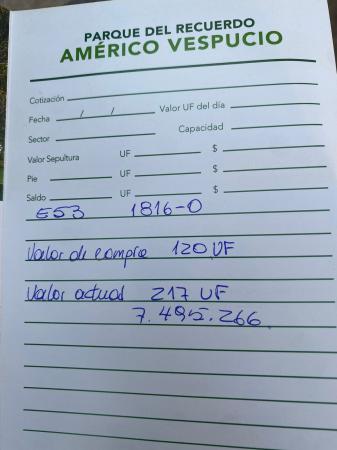 PARQUE DEL RECUERDO
AMÉRICO VESPUCIO
Cotización
Fecha / / Valor UF del día
Sector Capacidad
Valor Sepultura UF $
Pie UF $
Saldo UF $
E53 1816-0
Valor de compra 120 UF
Valor actual 217 UF
7.495.266